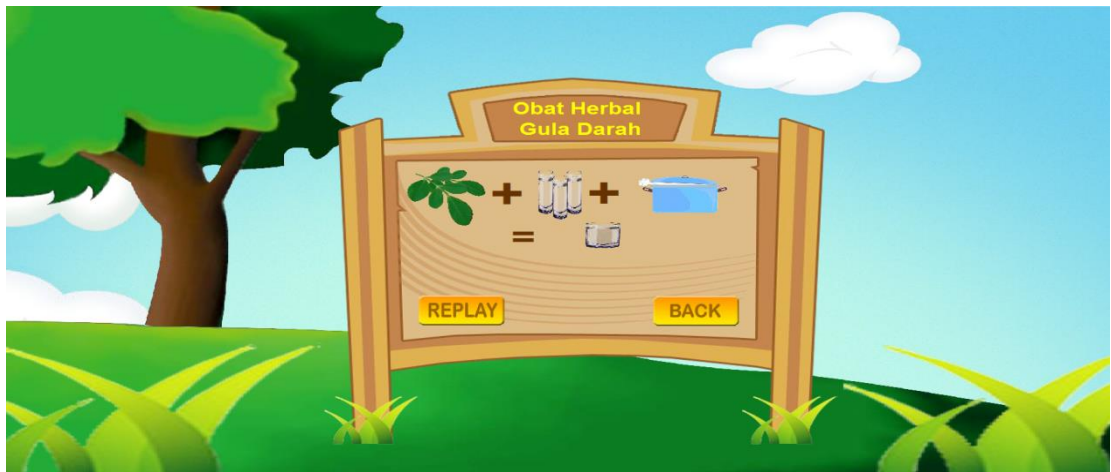 Obat Herbal
Gula Darah
+ +
=
REPLAY BACK